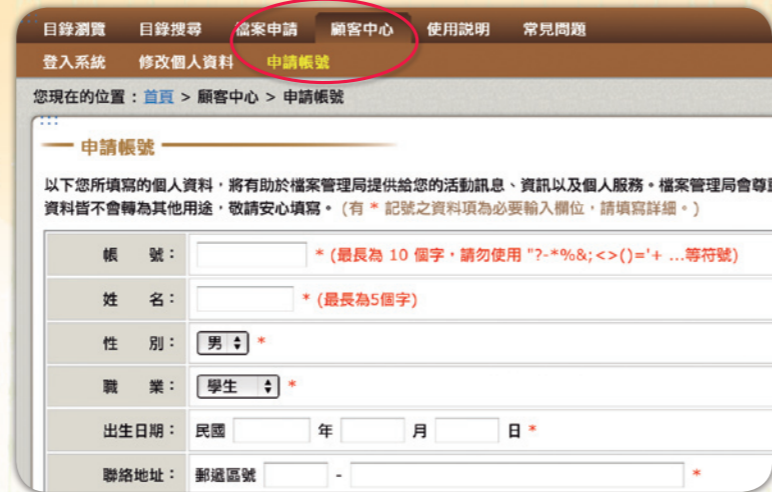 目錄瀏覽 目錄搜尋 檔案申請 顧客中心 使用說明 常見問題
登入系統 修改個人資料 申請帳號
您現在的位置：首頁 > 顧客中心 > 申請帳號
申請帳號
以下您所填寫的個人資料，將有助於檔案管理局提供給您的活動訊息、資訊以及個人服務。檔案管理局會尊重
資料皆不會轉為其他用途，敬請安心填寫。(有 * 記號之資料項為必要輸入欄位，請填寫詳細。)
帳 號： * (最長為 10 個字，請勿使用 "?-*%&;<>()='+ ...等符號)
姓 名： * (最長為5個字)
性 別： 男 *
職 業： 學生 *
出生日期： 民國 年 月 日 *
聯絡地址： 郵遞區號 - *